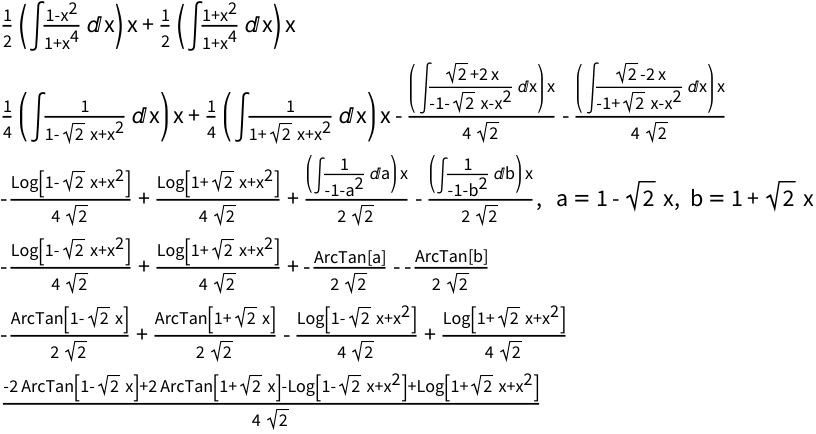 1/2 (∫ (1-x^2)/(1+x^4) ⅆx) x + 1/2 (∫ (1+x^2)/(1+x^4) ⅆx) x
1/4 (∫ 1/(1-√2 x+x^2) ⅆx) x + 1/4 (∫ 1/(1+√2 x+x^2) ⅆx) x - ((∫ (√2+2 x)/(-1-√2 x-x^2) ⅆx) x)/(4 √2) - ((∫ (√2-2 x)/(-1+√2 x-x^2) ⅆx) x)/(4 √2)
-Log[1-√2 x+x^2]/(4 √2) + Log[1+√2 x+x^2]/(4 √2) + ((∫ 1/(-1-a^2) ⅆa) x)/(2 √2) - ((∫ 1/(-1-b^2) ⅆb) x)/(2 √2), a = 1 - √2 x, b = 1 + √2 x
-Log[1-√2 x+x^2]/(4 √2) + Log[1+√2 x+x^2]/(4 √2) + -ArcTan[a]/(2 √2) - -ArcTan[b]/(2 √2)
-ArcTan[1-√2 x]/(2 √2) + ArcTan[1+√2 x]/(2 √2) - Log[1-√2 x+x^2]/(4 √2) + Log[1+√2 x+x^2]/(4 √2)
(-2 ArcTan[1-√2 x]+2 ArcTan[1+√2 x]-Log[1-√2 x+x^2]+Log[1+√2 x+x^2])/(4 √2)